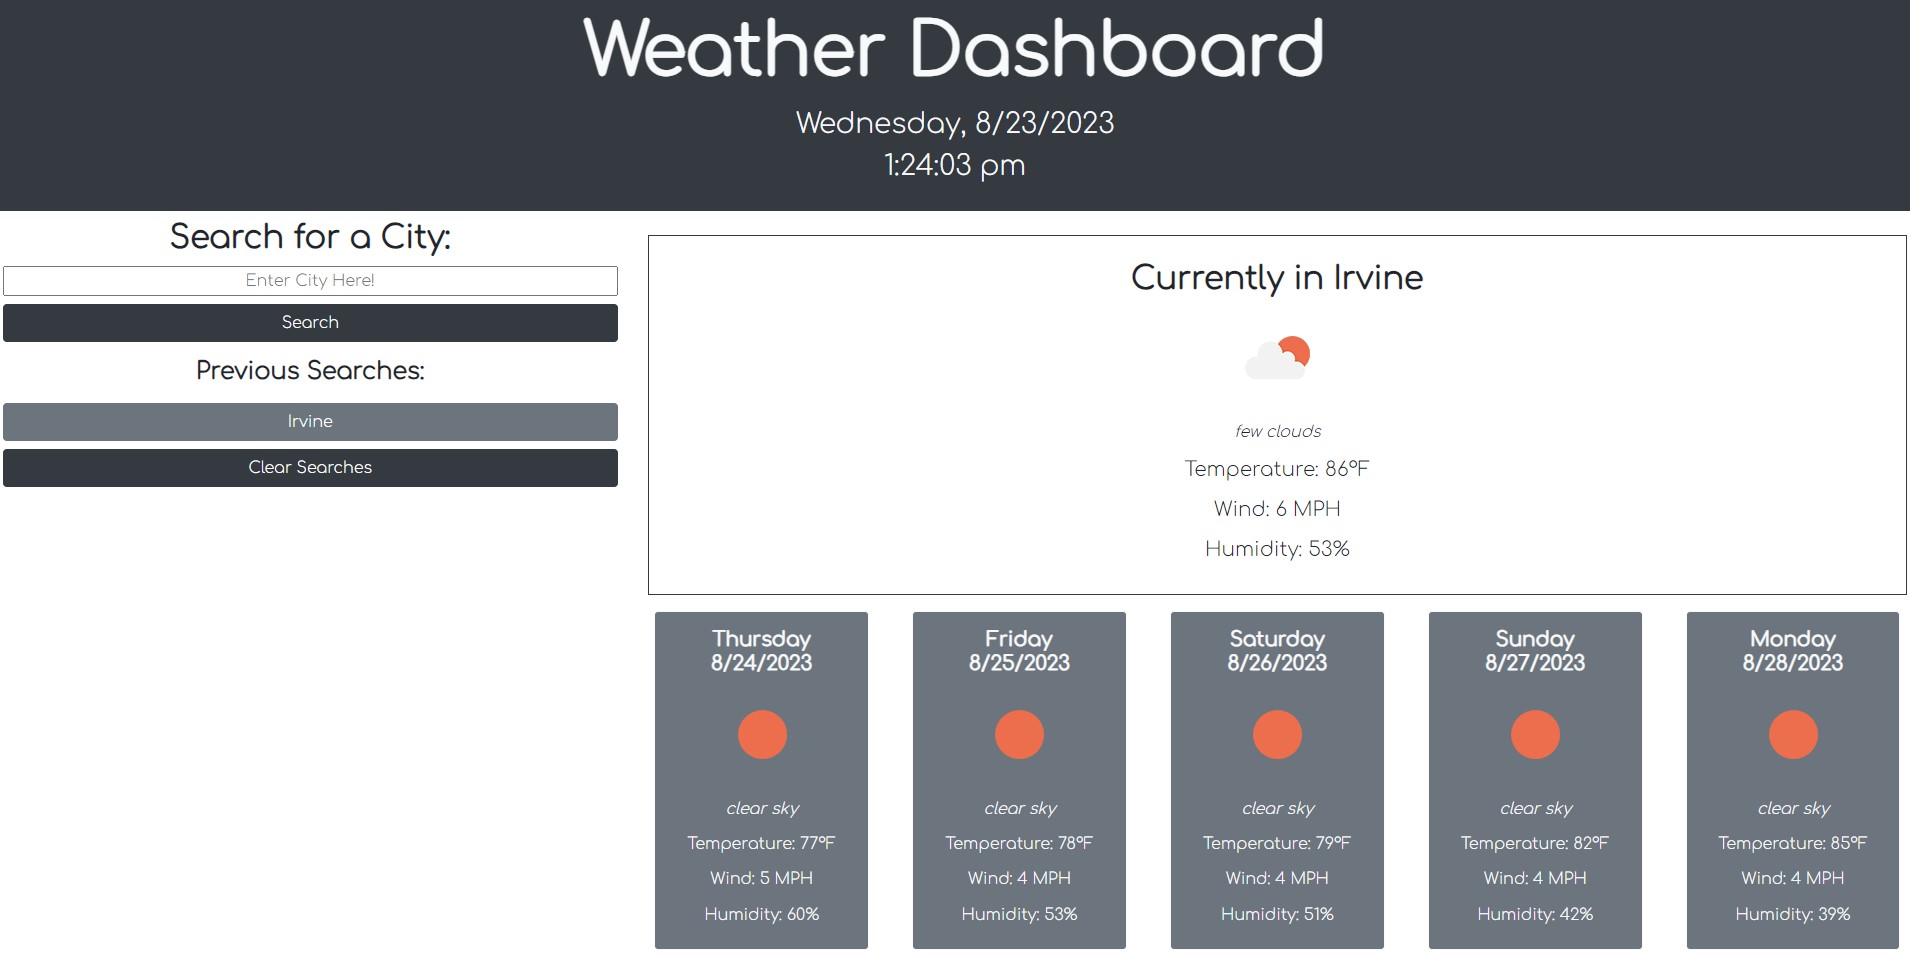 Weather Dashboard
Wednesday, 8/23/2023
1:24:03 pm
Search for a City:
Enter City Here!
Search
Previous Searches:
Irvine
Clear Searches
Currently in Irvine
few clouds
Temperature: 86°F
Wind: 6 MPH
Humidity: 53%
Thursday
8/24/2023
clear sky
Temperature: 77°F
Wind: 5 MPH
Humidity: 60%
Friday
8/25/2023
clear sky
Temperature: 78°F
Wind: 4 MPH
Humidity: 53%
Saturday
8/26/2023
clear sky
Temperature: 79°F
Wind: 4 MPH
Humidity: 51%
Sunday
8/27/2023
clear sky
Temperature: 82°F
Wind: 4 MPH
Humidity: 42%
Monday
8/28/2023
clear sky
Temperature: 85°F
Wind: 4 MPH
Humidity: 39%